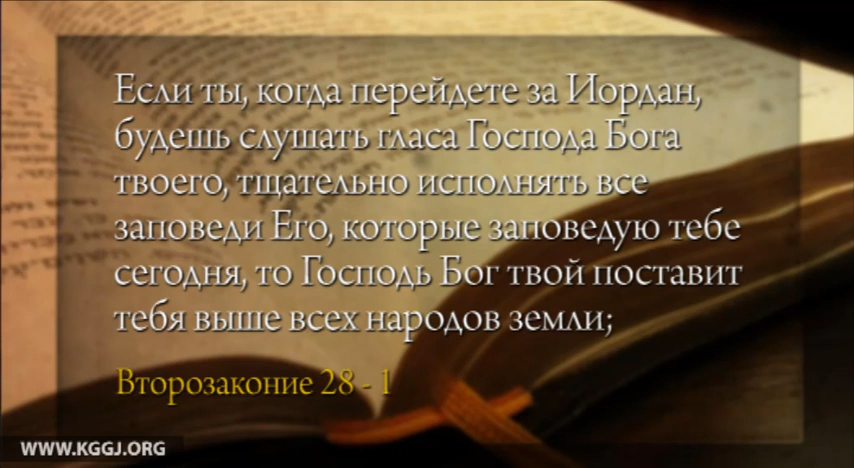 Если ты, когда перейдете за Иордан,
будешь слушать гласа Господа Бога
твоего, тщательно исполнять все
заповеди Его, которые заповедую тебе
сегодня, то Господь Бог твой поставит
тебя выше всех народов земли;
Второзаконие 28 - 1
WWW.KGGJ.ORG